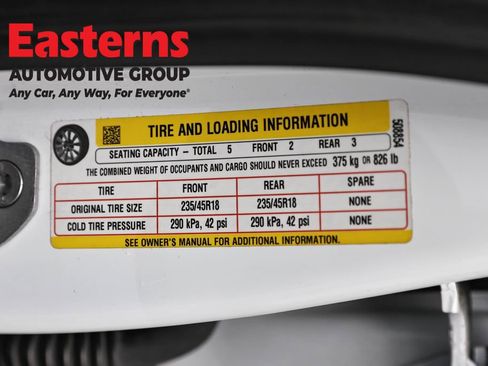 Easterns
AUTOMOTIVE GROUP
Any Car, Any Way, For Everyone®
TIRE AND LOADING INFORMATION
SEATING CAPACITY – TOTAL 5 FRONT 2 REAR 3
THE COMBINED WEIGHT OF OCCUPANTS AND CARGO SHOULD NEVER EXCEED 375 kg OR 826 lb
TIRE FRONT REAR SPARE
ORIGINAL TIRE SIZE 235/45R18 235/45R18 NONE
COLD TIRE PRESSURE 290 kPa, 42 psi 290 kPa, 42 psi NONE
SEE OWNER'S MANUAL FOR ADDITIONAL INFORMATION.
508854